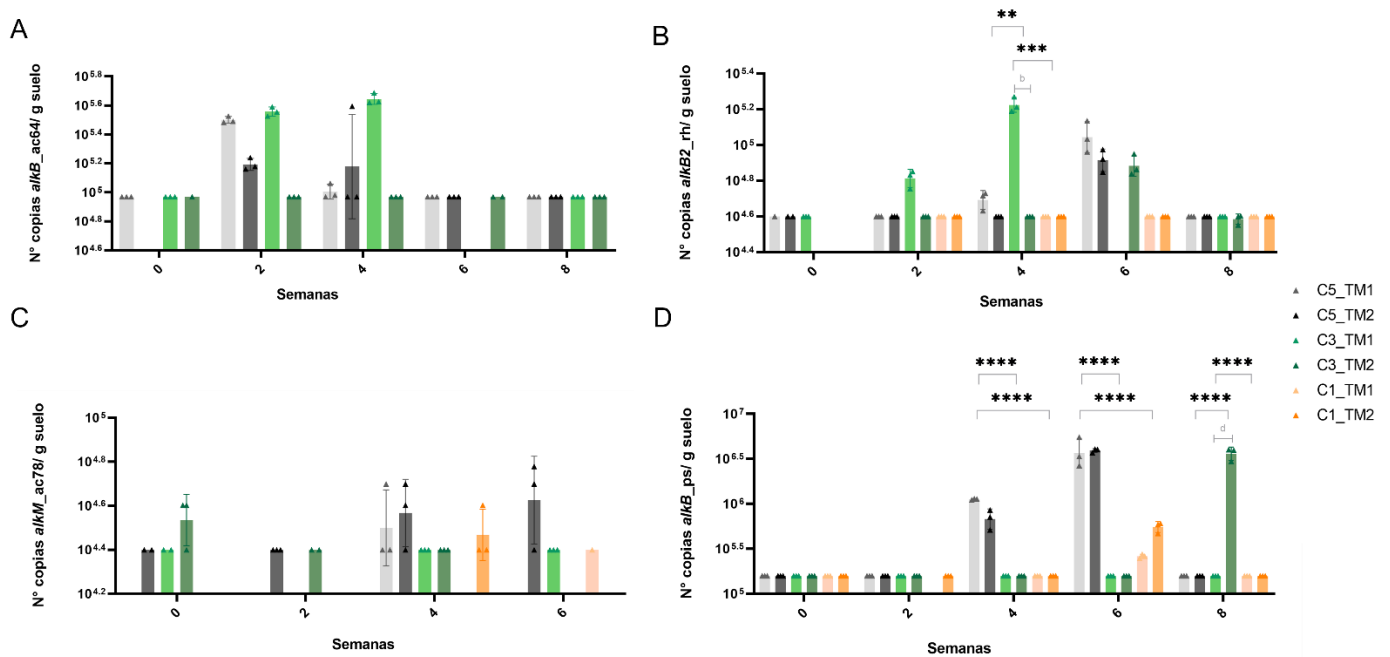 A
N° copias alkB_ac64/ g suelo
10^5.8
10^5.6
10^5.4
10^5.2
10^5
10^4.8
10^4.6
0 2 4 6 8
Semanas
B
N° copias alkB2_rh/ g suelo
10^5.4
10^5.2
10^5
10^4.8
10^4.6
10^4.4
**
***
b
0 2 4 6 8
Semanas
C
N° copias alkM_ac78/ g suelo
10^5
10^4.8
10^4.6
10^4.4
10^4.2
0 2 4 6
Semanas
D
N° copias alkB_ps/ g suelo
10^7
10^6.5
10^6
10^5.5
10^5
**** **** ****
**** **** ****
d
0 2 4 6 8
Semanas
C5_TM1
C5_TM2
C3_TM1
C3_TM2
C1_TM1
C1_TM2